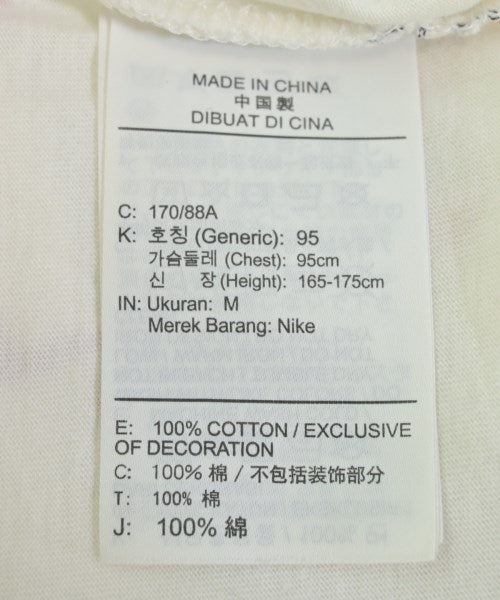 MADE IN CHINA
中国製
DIBUAT DI CINA
C: 170/88A
K: 호칭 (Generic): 95
가슴둘레 (Chest): 95cm
신 장 (Height): 165-175cm
IN: Ukuran: M
Merek Barang: Nike
E: 100% COTTON / EXCLUSIVE
OF DECORATION
C: 100% 棉 / 不包括装饰部分
T: 100% 棉
J: 100% 綿